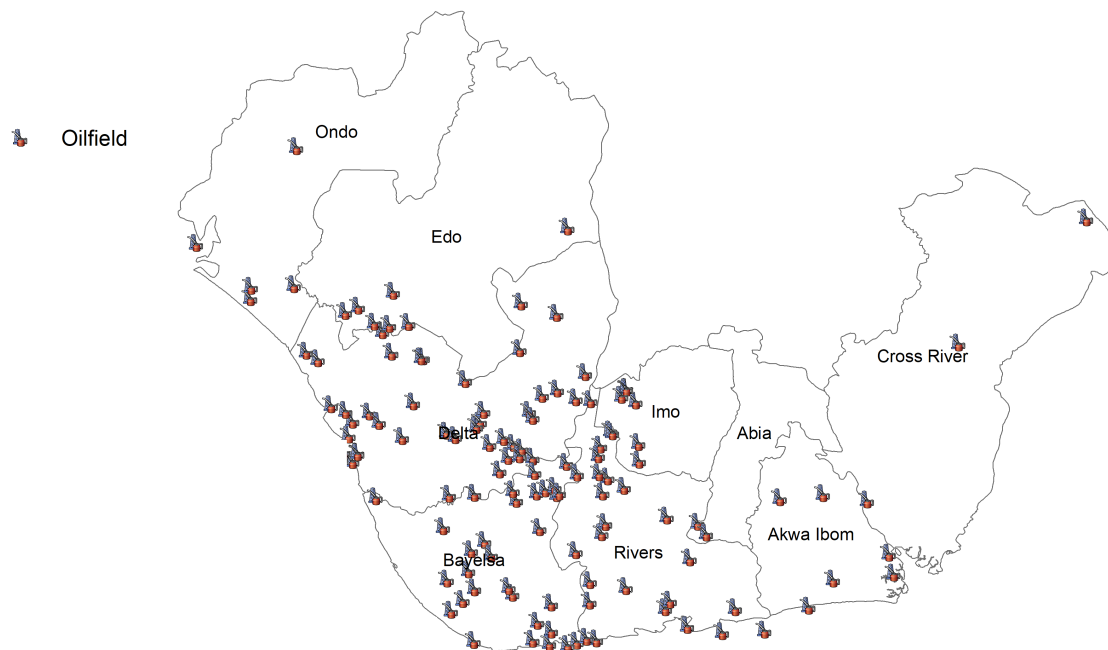 Ondo
Oilfield
Edo
Cross River
Imo
Delta
Abia
Akwa Ibom
Rivers
Bayelsa